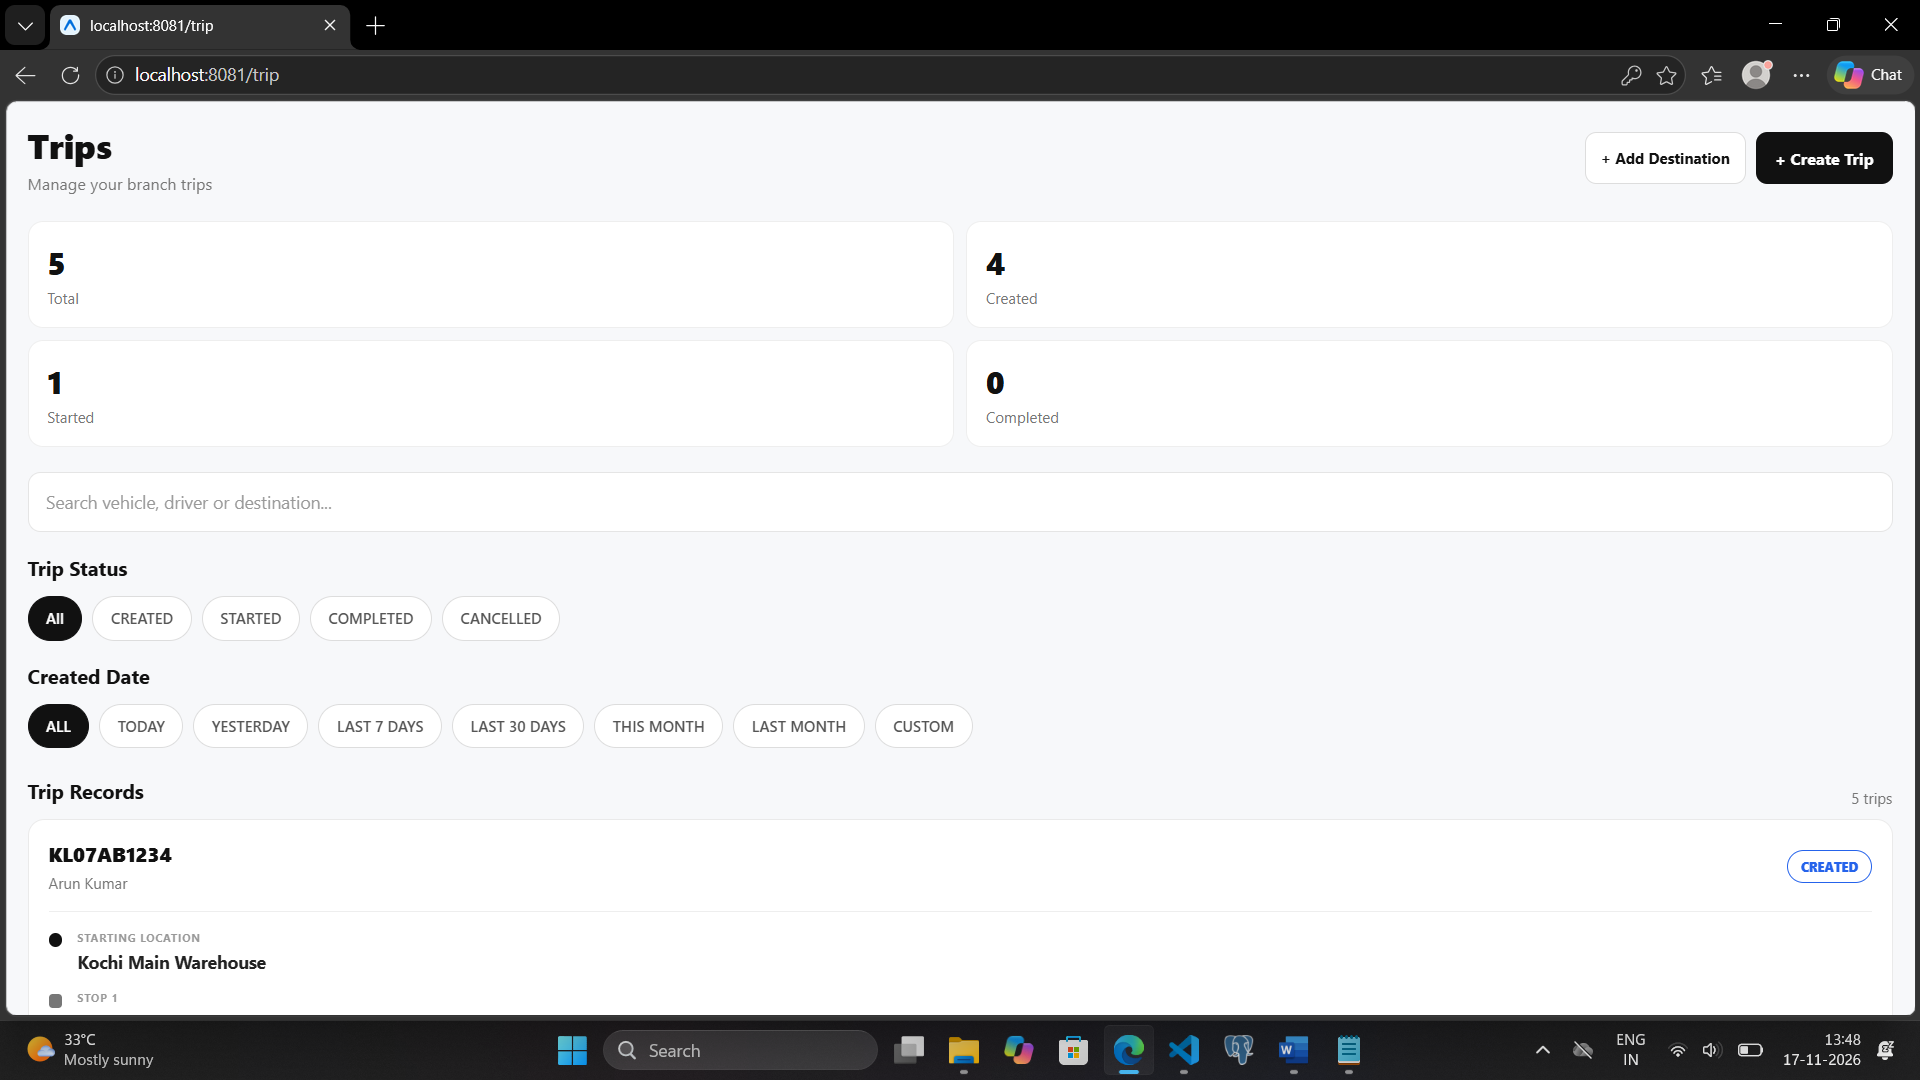 localhost:8081/trip
localhost:8081/trip
Chat
Trips
Manage your branch trips
+ Add Destination
+ Create Trip
5
Total
4
Created
1
Started
0
Completed
Search vehicle, driver or destination...
Trip Status
All
CREATED
STARTED
COMPLETED
CANCELLED
Created Date
ALL
TODAY
YESTERDAY
LAST 7 DAYS
LAST 30 DAYS
THIS MONTH
LAST MONTH
CUSTOM
Trip Records
5 trips
KL07AB1234
Arun Kumar
CREATED
STARTING LOCATION
Kochi Main Warehouse
STOP 1
33°C
Mostly sunny
Search
ENG
IN
13:48
17-11-2026